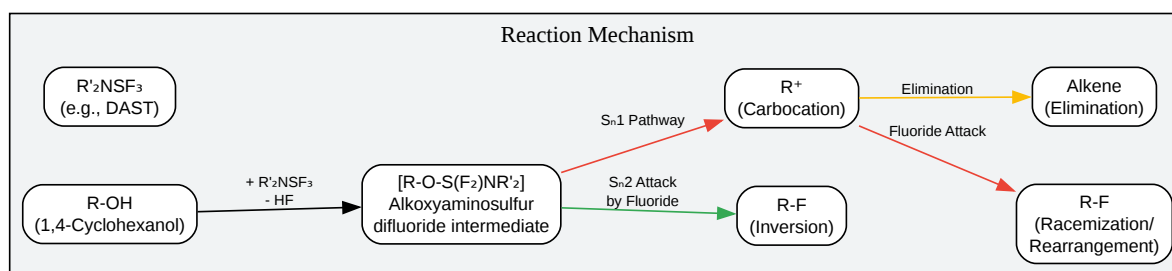 Reaction Mechanism
R'₂NSF₃
(e.g., DAST)
R-OH
(1,4-Cyclohexanol)
+ R'₂NSF₃
- HF
[R-O-S(F₂)NR'₂]
Alkoxyaminosulfur
difluoride intermediate
Sₙ1 Pathway
Sₙ2 Attack
by Fluoride
R⁺
(Carbocation)
R-F
(Inversion)
Elimination
Fluoride Attack
Alkene
(Elimination)
R-F
(Racemization/
Rearrangement)